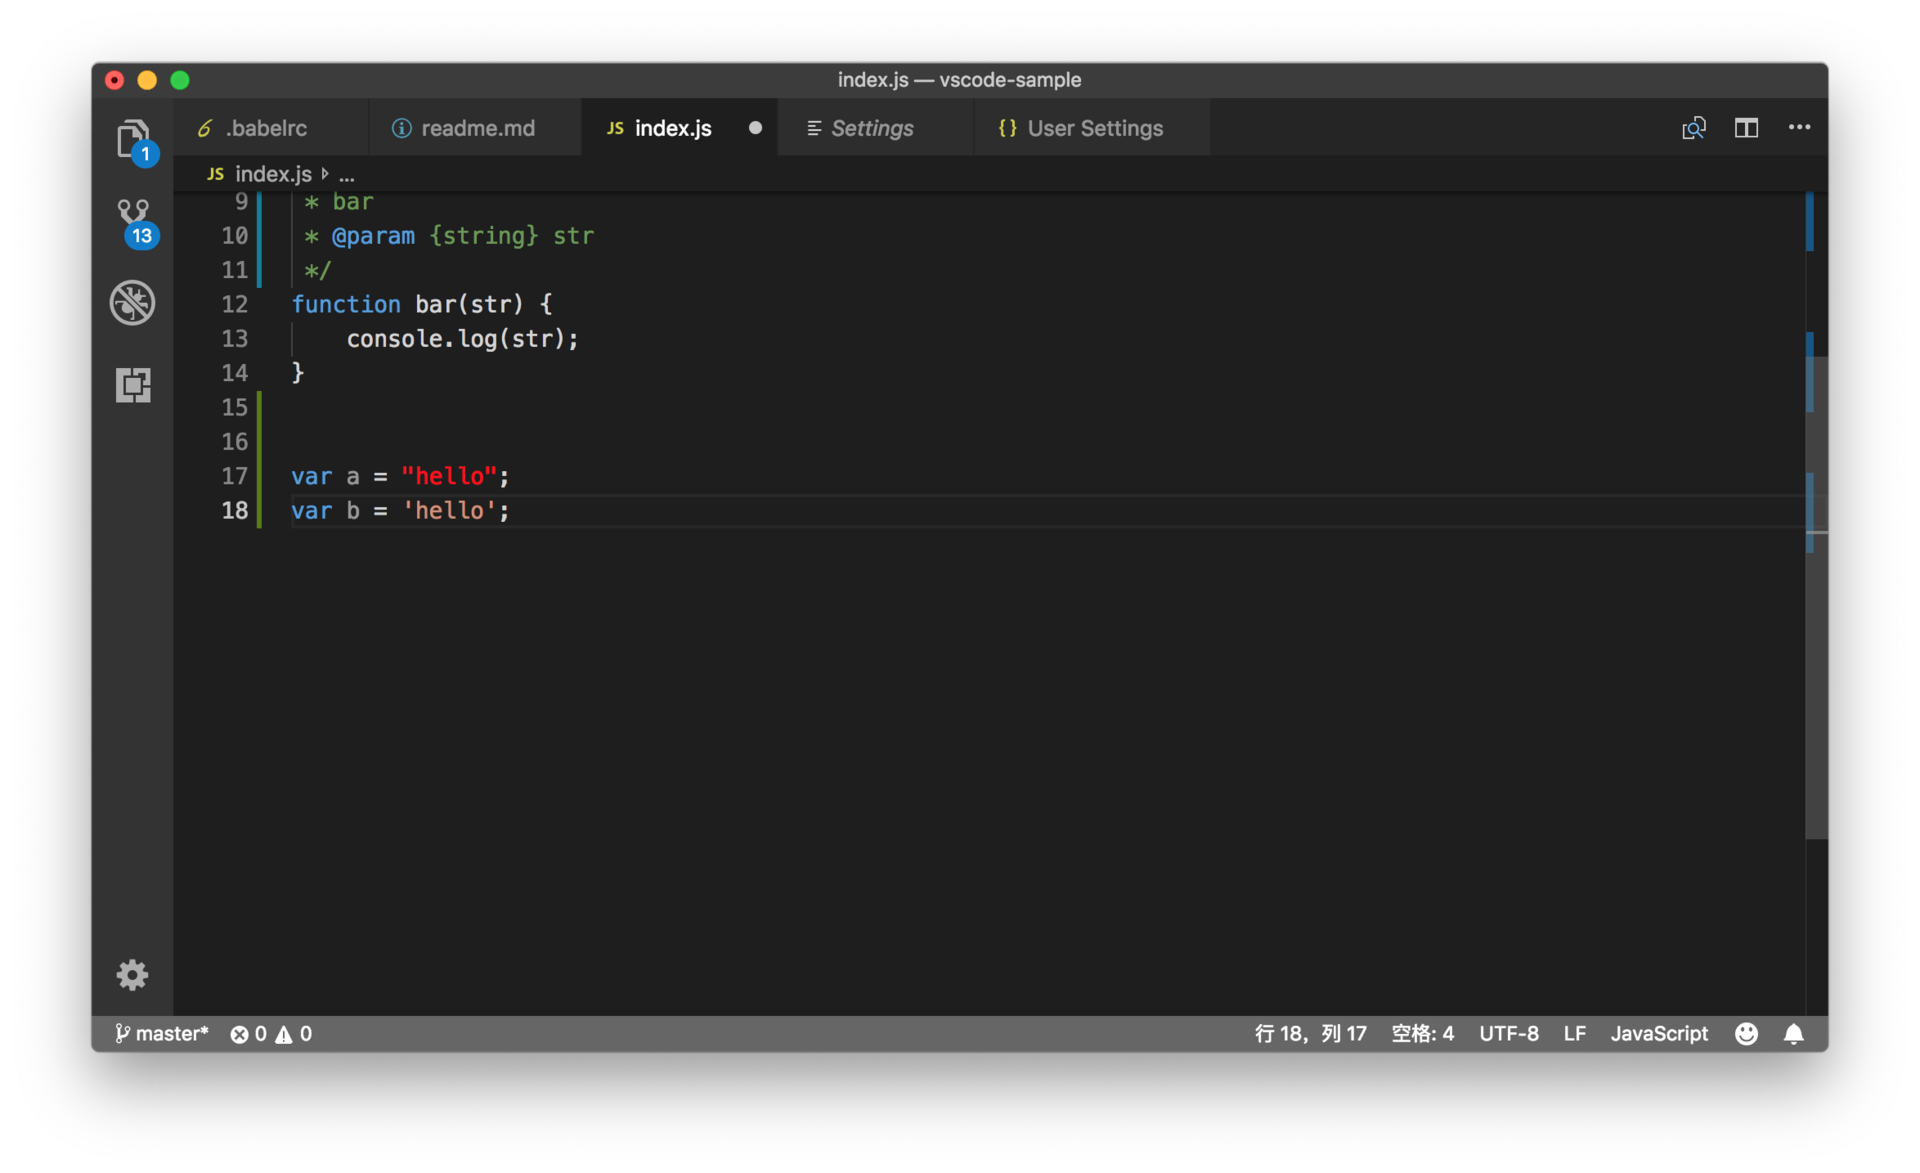 index.js — vscode-sample
.babelrc readme.md JS index.js Settings {} User Settings
1
JS index.js ...
13
9 * bar
10 * @param {string} str
11 */
12 function bar(str) {
13 console.log(str);
14 }
15
16
17 var a = "hello";
18 var b = 'hello';
master* 0 0 行 18，列 17 空格: 4 UTF-8 LF JavaScript